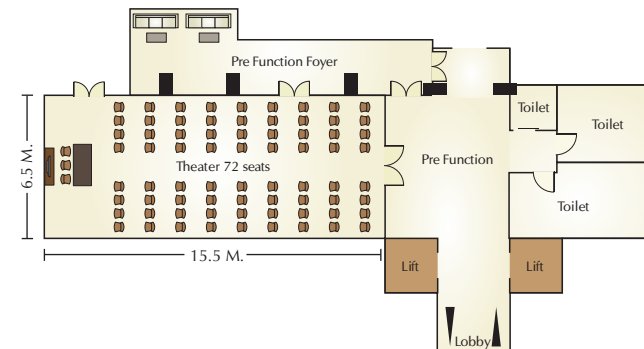 Pre Function Foyer
Toilet
Toilet
Theater 72 seats
Pre Function
6.5 M.
Toilet
15.5 M.
Lift
Lift
Lobby